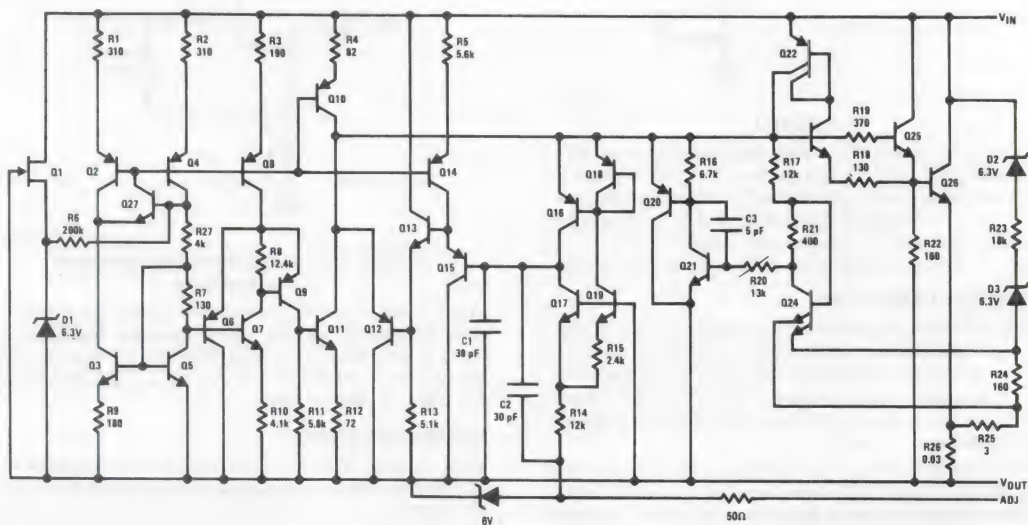 R1
310
R2
310
R3
190
R4
82
R5
5.6k
VIN
Q22
Q10
R19
370
Q25
R18
130
D2
6.3V
Q1
Q2
Q4
Q8
Q14
Q18
Q20
R16
6.7k
R17
12k
Q26
Q27
R6
200k
R27
4k
Q13
Q16
C3
5 pF
R21
400
R22
160
R23
18k
R8
12.4k
Q15
Q21
R20
13k
Q24
R7
130
Q9
D1
6.3V
Q6
Q7
Q11
Q12
Q17
Q19
D3
6.3V
Q3
Q5
C1
30 pF
C2
30 pF
R15
2.4k
R24
160
R9
180
R10
4.1k
R11
5.8k
R12
72
R13
5.1k
R14
12k
R26
0.03
R25
3
VOUT
ADJ
6V
50Ω